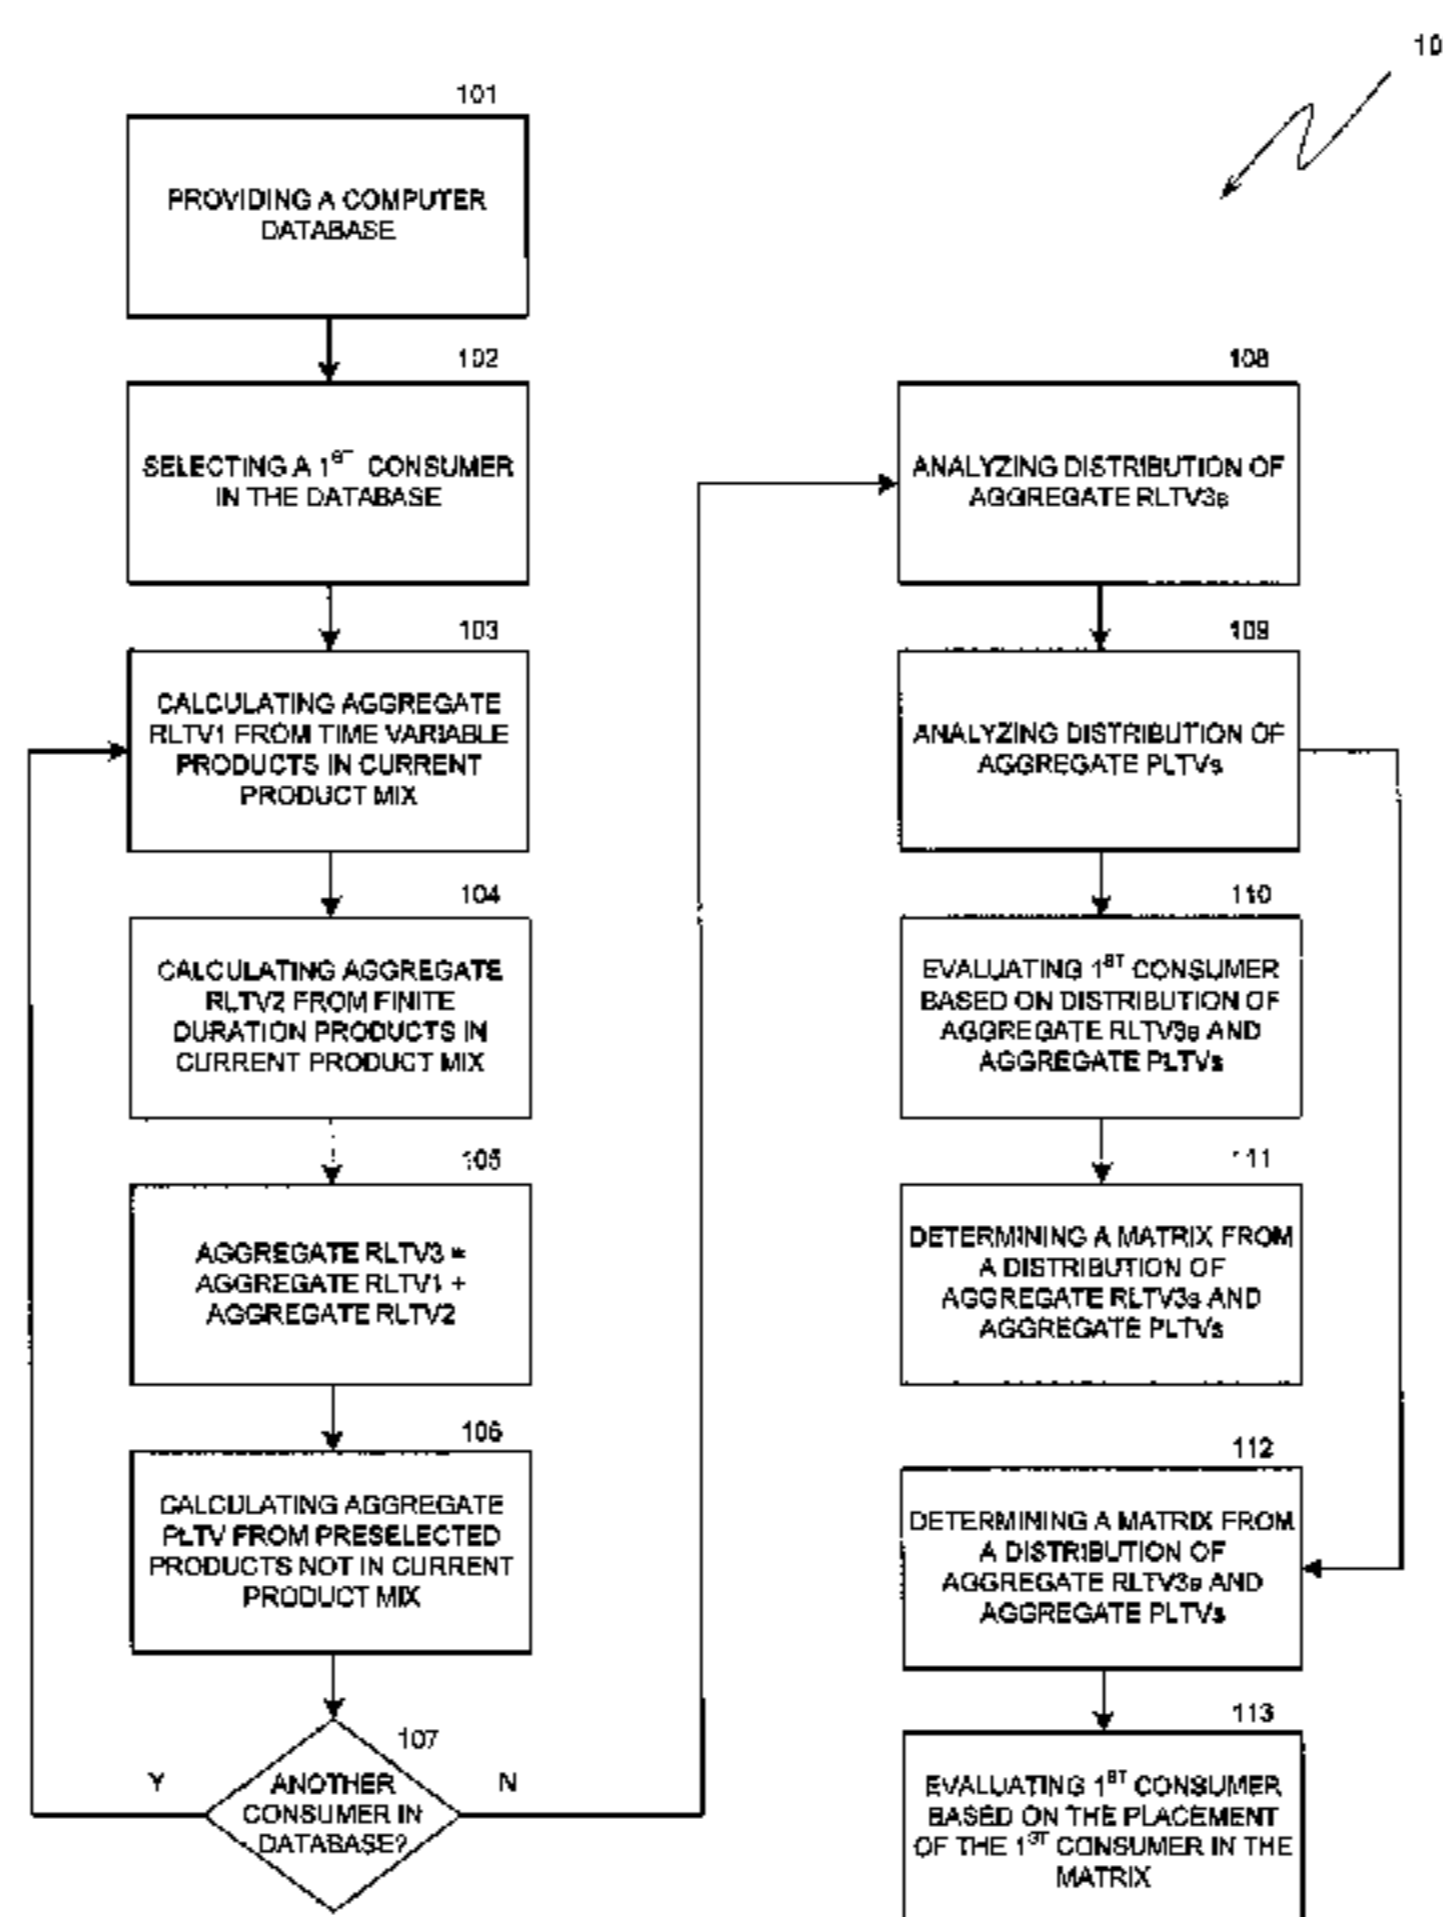 10
101
PROVIDING A COMPUTER
DATABASE
102
SELECTING A 1ST CONSUMER
IN THE DATABASE
103
CALCULATING AGGREGATE
RLTV1 FROM TIME VARIABLE
PRODUCTS IN CURRENT
PRODUCT MIX
104
CALCULATING AGGREGATE
RLTV2 FROM FINITE
DURATION PRODUCTS IN
CURRENT PRODUCT MIX
105
AGGREGATE RLTV3 =
AGGREGATE RLTV1 +
AGGREGATE RLTV2
106
CALCULATING AGGREGATE
PLTV FROM PRESELECTED
PRODUCTS NOT IN CURRENT
PRODUCT MIX
107
Y
ANOTHER
CONSUMER IN
DATABASE?
N
108
ANALYZING DISTRIBUTION OF
AGGREGATE RLTV3s
109
ANALYZING DISTRIBUTION OF
AGGREGATE PLTVs
110
EVALUATING 1ST CONSUMER
BASED ON DISTRIBUTION OF
AGGREGATE RLTV3s AND
AGGREGATE PLTVs
111
DETERMINING A MATRIX FROM
A DISTRIBUTION OF
AGGREGATE RLTV3s AND
AGGREGATE PLTVs
112
DETERMINING A MATRIX FROM
A DISTRIBUTION OF
AGGREGATE RLTV3s AND
AGGREGATE PLTVs
113
EVALUATING 1ST CONSUMER
BASED ON THE PLACEMENT
OF THE 1ST CONSUMER IN THE
MATRIX